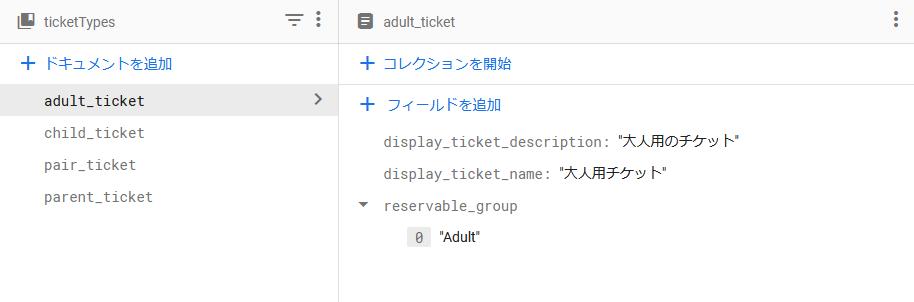 ticketTypes
ドキュメントを追加
adult_ticket
child_ticket
pair_ticket
parent_ticket
adult_ticket
コレクションを開始
フィールドを追加
display_ticket_description: "大人用のチケット"
display_ticket_name: "大人用チケット"
reservable_group
0 "Adult"